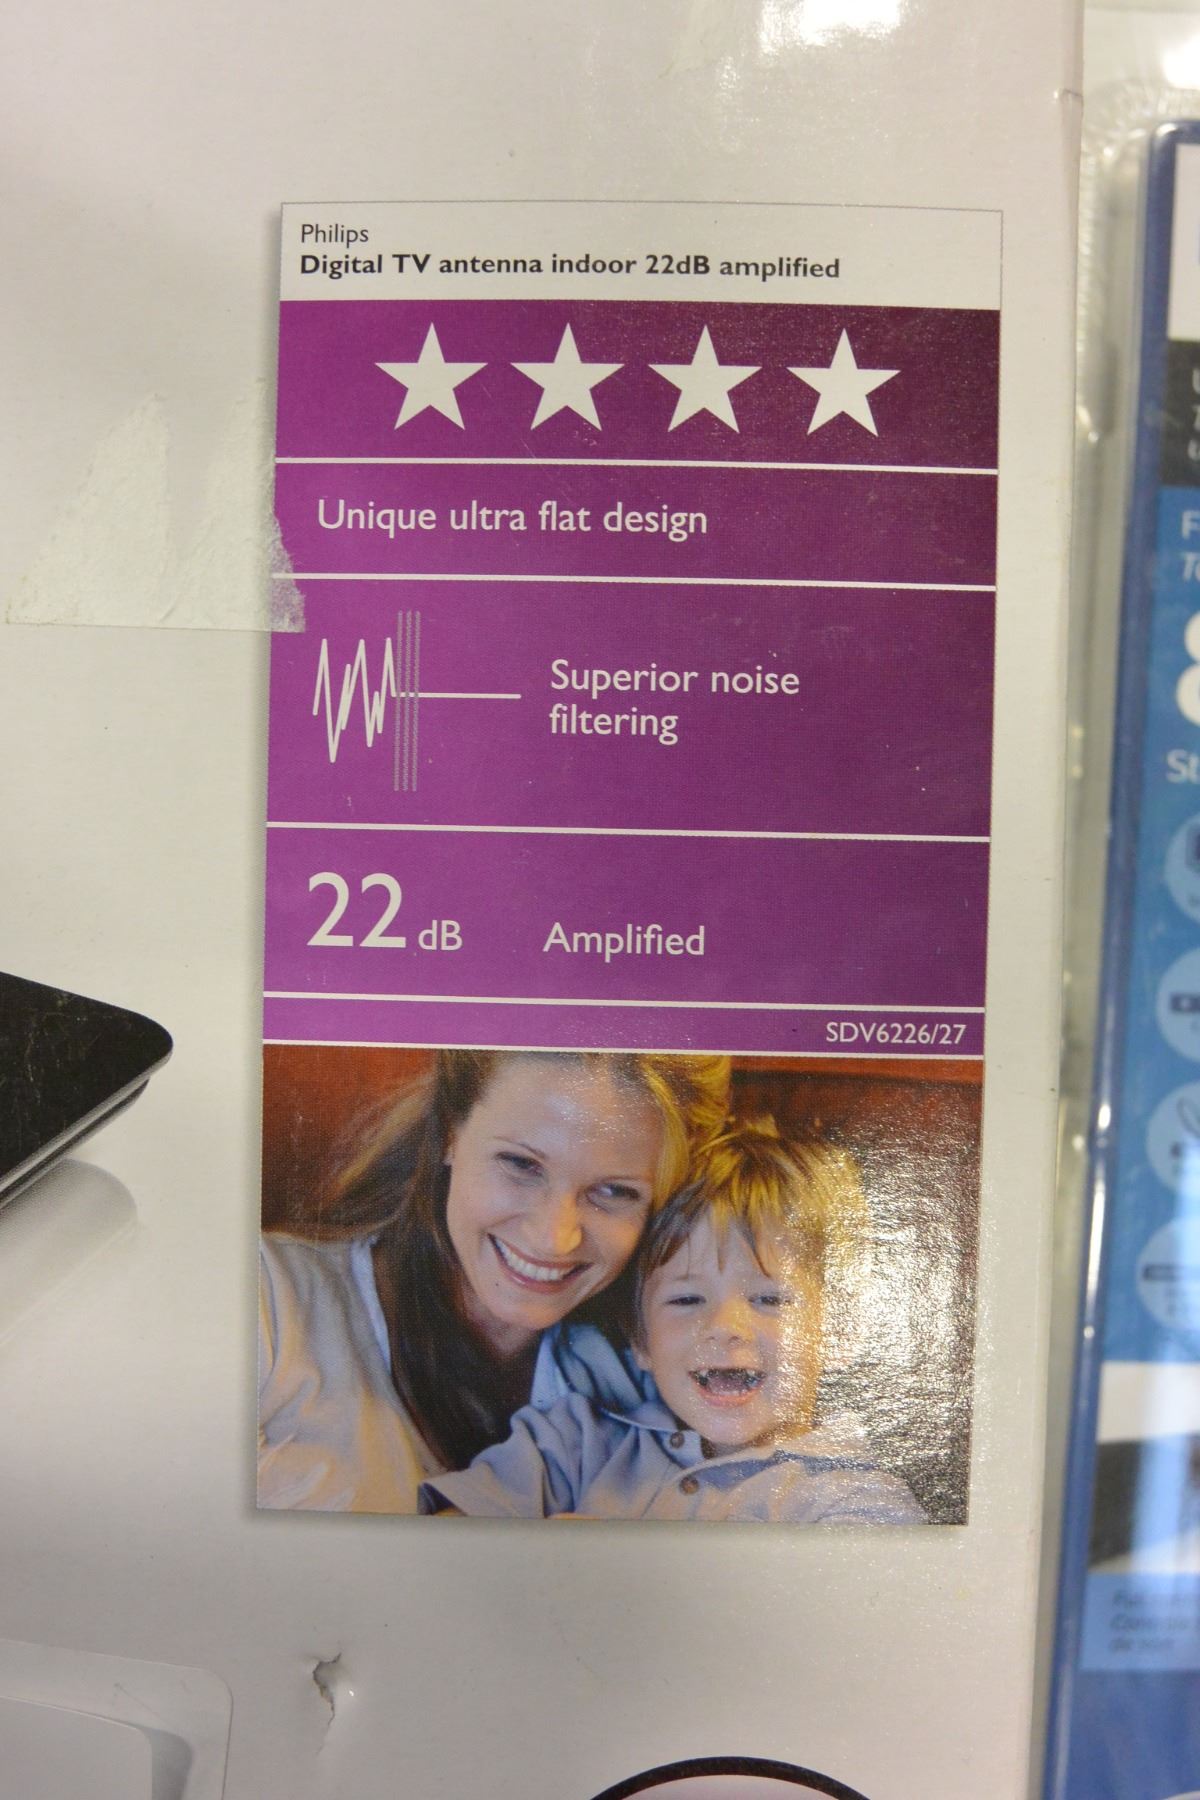 Philips
Digital TV antenna indoor 22dB amplified
Unique ultra flat design
Superior noise
filtering
22 dB Amplified
SDV6226/27